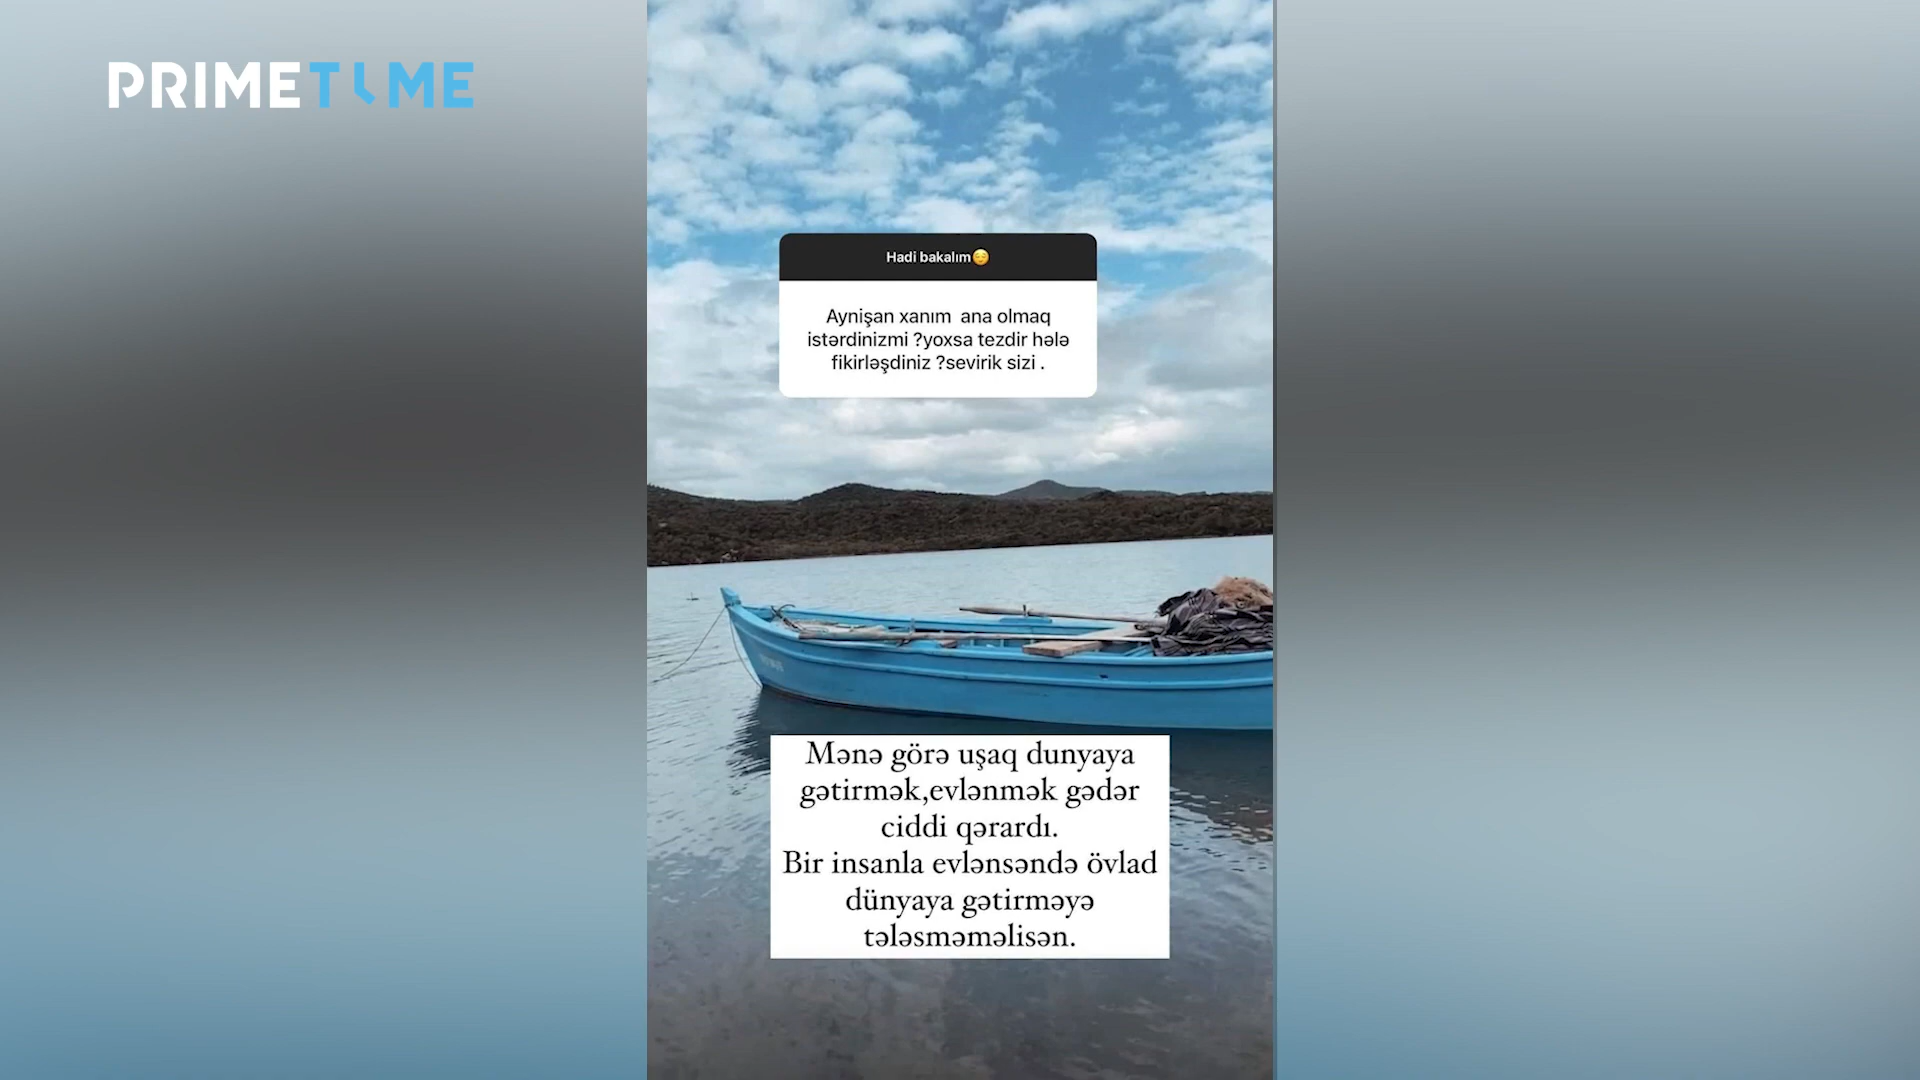 PRIMETIME
Hadi bakalım😌
Aynişan xanım ana olmaq
istərdinizmi ?yoxsa tezdir hələ
fikirləşdiniz ?sevirik sizi .
Mənə görə uşaq dunyaya
gətirmək,evlənmək gədər
ciddi qərardı.
Bir insanla evlənsəndə övlad
dünyaya gətirməyə
tələsməməlisən.